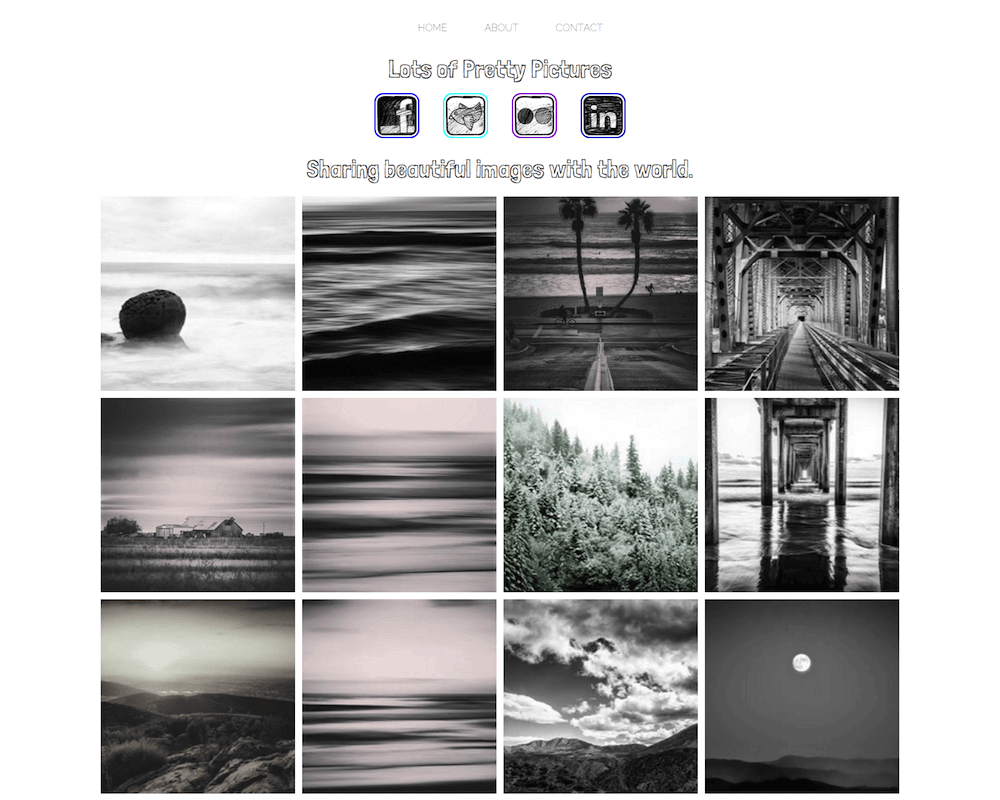 HOME ABOUT CONTACT
Lots of Pretty Pictures
f in
Sharing beautiful images with the world.